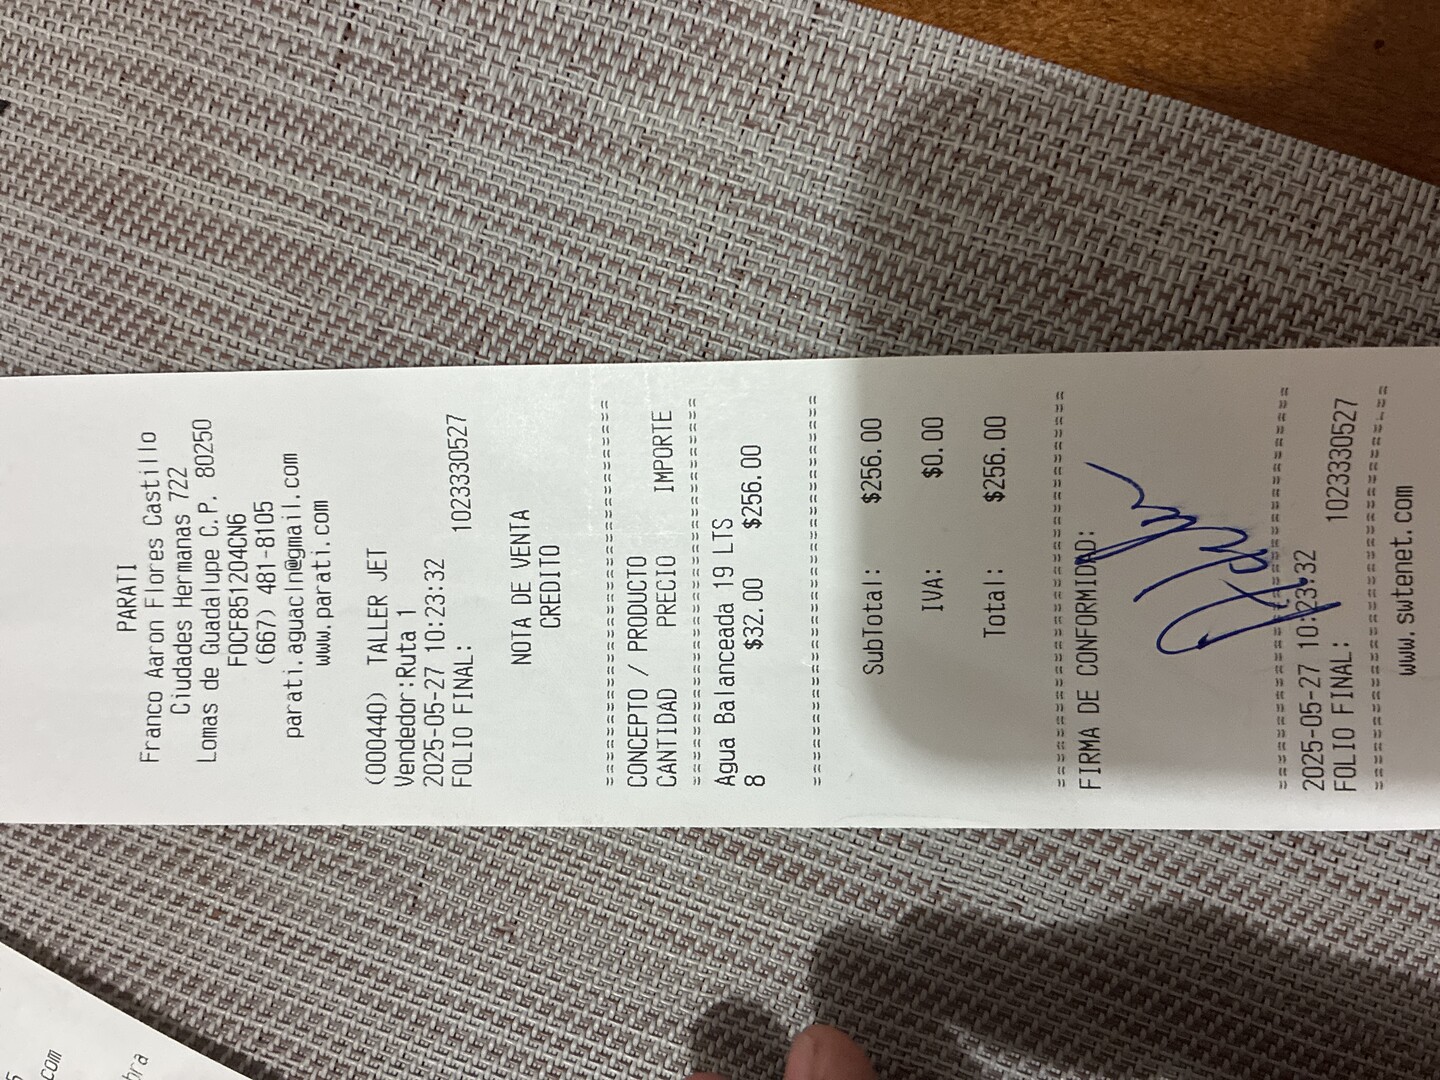 PARATI
Franco Aaron Flores Castillo
Ciudades Hermanas 722
Lomas de Guadalupe C.P. 80250
FOCF851204CN6
(667) 481-8105
parati.aguacln@gmail.com
www.parati.com
(000440) TALLER JET
Vendedor:Ruta 1
2025-05-27 10:23:32
FOLIO FINAL: 1023330527
NOTA DE VENTA
CREDITO
================================
CONCEPTO / PRODUCTO
CANTIDAD PRECIO IMPORTE
================================
Agua Balanceada 19 LTS
8 $32.00 $256.00
================================
SubTotal: $256.00
IVA: $0.00
Total: $256.00
================================
FIRMA DE CONFORMIDAD:
================================
2025-05-27 10:23:32
FOLIO FINAL: 1023330527
================================
www.swtenet.com
com
bra